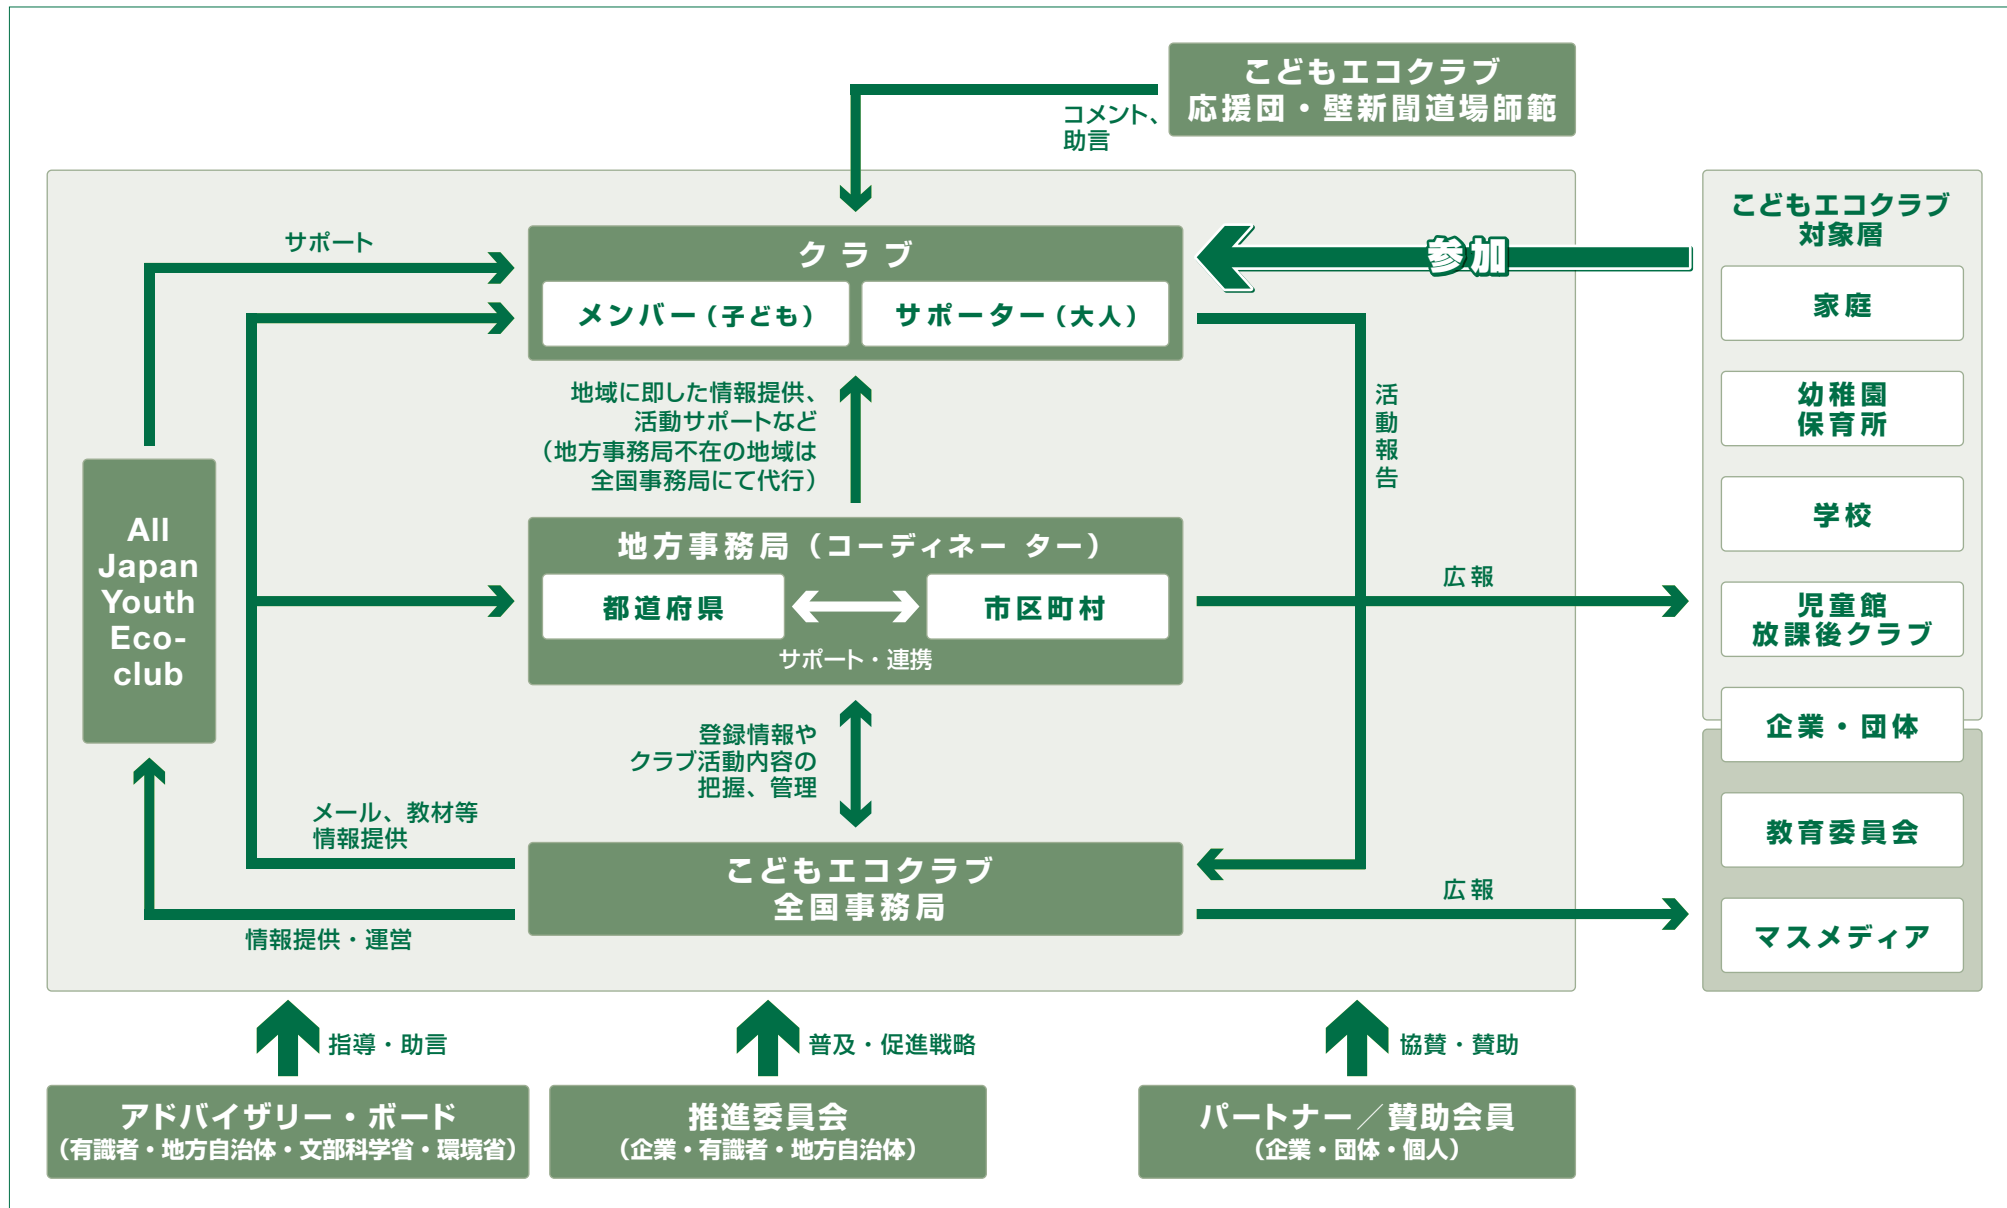 こどもエコクラブ
応援団・壁新聞道場師範
コメント、
助言
サポート
クラブ
メンバー（子ども）
サポーター（大人）
参加
こどもエコクラブ
対象層
家庭
幼稚園
保育所
学校
児童館
放課後クラブ
企業・団体
教育委員会
マスメディア
地域に即した情報提供、
活動サポートなど
（地方事務局不在の地域は
全国事務局にて代行）
活動報告
All
Japan
Youth
Eco-
club
地方事務局（コーディネー ター）
都道府県
市区町村
サポート・連携
広報
登録情報や
クラブ活動内容の
把握、管理
メール、教材等
情報提供
こどもエコクラブ
全国事務局
広報
情報提供・運営
指導・助言
普及・促進戦略
協賛・賛助
アドバイザリー・ボード
（有識者・地方自治体・文部科学省・環境省）
推進委員会
（企業・有識者・地方自治体）
パートナー／賛助会員
（企業・団体・個人）